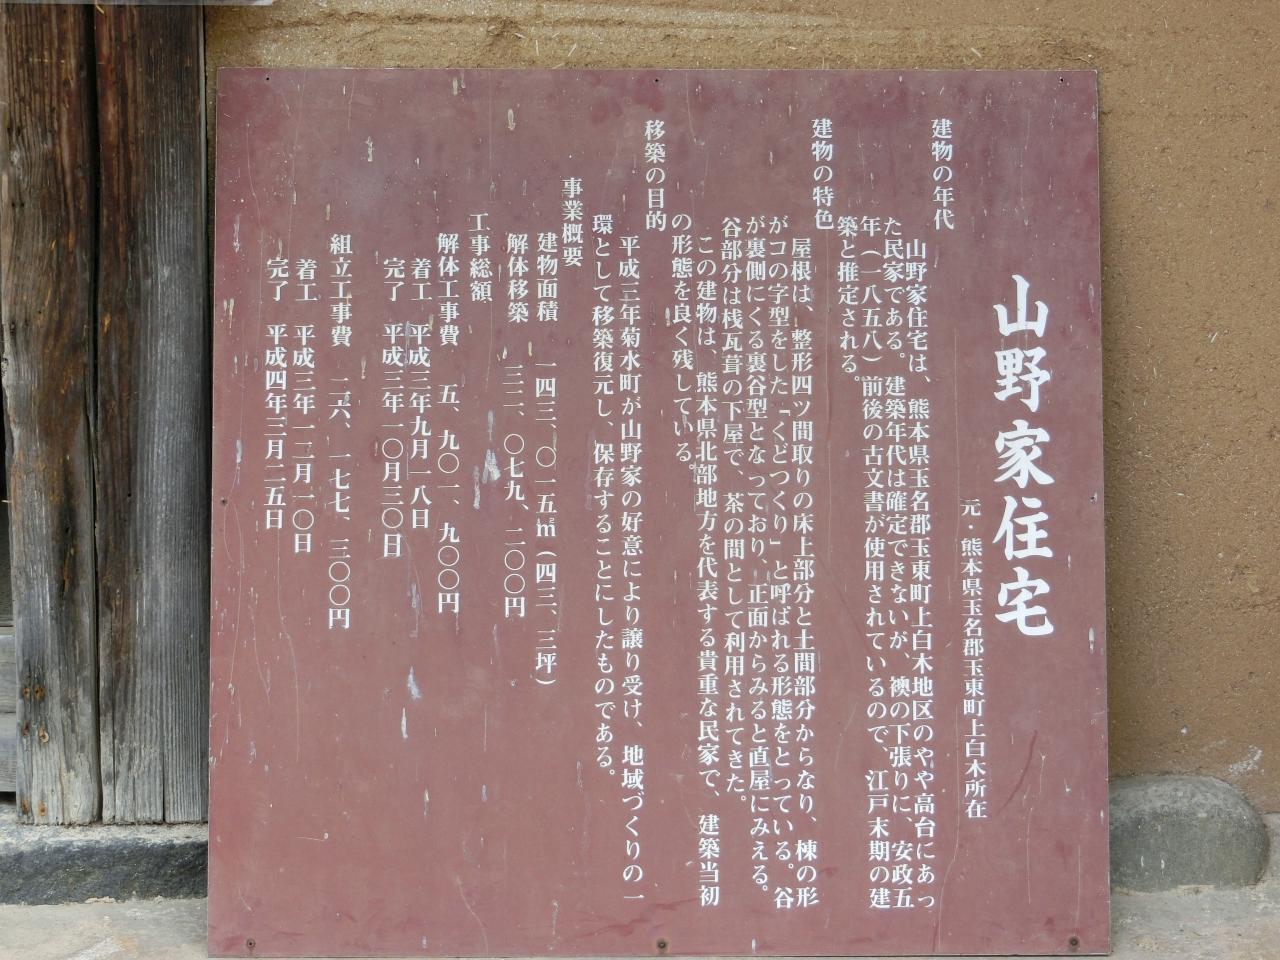 山野家住宅
元・熊本県玉名郡玉東町上白木所在
建物の年代
山野家住宅は、熊本県玉名郡玉東町上白木地区のやや高台にあっ
た民家である。建築年代は確定できないが、襖の下張りに、安政五
年（一八五八）前後の古文書が使用されているので、江戸末期の建
築と推定される。
建物の特色
屋根は、整形四ツ間取りの床上部分と土間部分からなり、棟の形
がコの字型をした「くどつくり」と呼ばれる形態をとっている。谷
が裏側にくる裏谷型となっており、正面からみると直屋にみえる。
谷部分は桟瓦葺の下屋で、茶の間として利用されてきた。
この建物は、熊本県北部地方を代表する貴重な民家で、建築当初
の形態を良く残している。
移築の目的
平成三年菊水町が山野家の好意により譲り受け、地域づくりの一
環として移築復元し、保存することにしたものである。
事業概要
建物面積 一四三、〇一五㎡（四三、三坪）
解体移築 三二、〇七九、二〇〇円
工事総額
解体工事費 五、九〇一、九〇〇円
着工 平成三年九月一八日
完了 平成三年一〇月三〇日
組立工事費 二六、一七七、三〇〇円
着工 平成三年一二月一〇日
完了 平成四年三月二五日